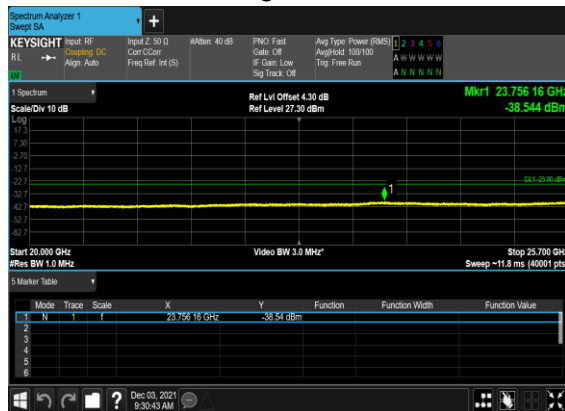 Spectrum Analyzer 1
Swept SA
+
KEYSIGHT Input: RF Input Z: 50 Ω #Atten: 40 dB PNO: Fast Avg Type: Power (RMS) 1 2 3 4 5 6
RL Coupling: DC Corr CCorr Gate: Off Avg|Hold: 100/100 A W W W W W
Align: Auto Freq Ref: Int (S) IF Gain: Low Trig: Free Run
LXI Sig Track: Off A N N N N N
1 Spectrum Ref Lvl Offset 4.30 dB Mkr1 23.756 16 GHz
Scale/Div 10 dB Ref Level 27.30 dBm -38.544 dBm
Log
17.3
7.30
-2.70
-12.7
-22.7 DL1 -25.00 dBm
-32.7 1
-42.7
-52.7
-62.7
Start 20.000 GHz Video BW 3.0 MHz* Stop 25.700 GHz
#Res BW 1.0 MHz Sweep ~11.8 ms (40001 pts)
5 Marker Table
Mode Trace Scale X Y Function Function Width Function Value
1 N 1 f 23.756 16 GHz -38.54 dBm
2
3
4
5
6
? Dec 03, 2021
9:30:43 AM